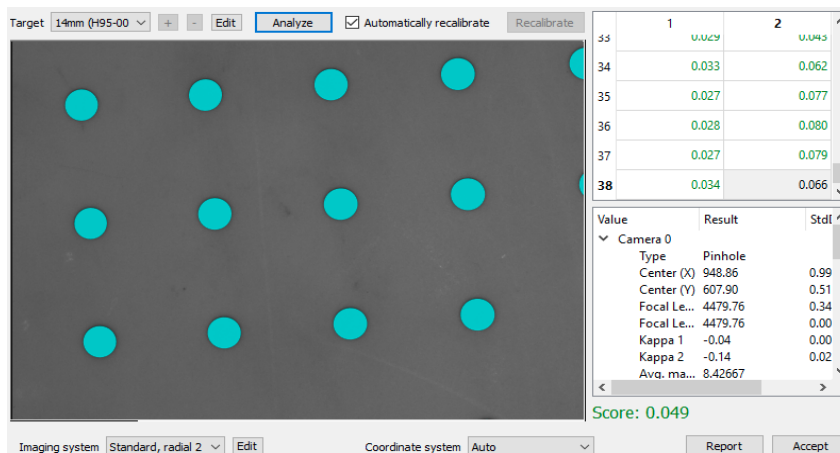 Target 14mm (H95-00 + - Edit Analyze Automatically recalibrate Recalibrate
1 2
33 0.029 0.043
34 0.033 0.062
35 0.027 0.077
36 0.028 0.080
37 0.027 0.079
38 0.034 0.066
Value Result StdD
Camera 0
Type Pinhole
Center (X) 948.86 0.99
Center (Y) 607.90 0.51
Focal Le... 4479.76 0.34
Focal Le... 4479.76 0.00
Kappa 1 -0.04 0.00
Kappa 2 -0.14 0.02
Avg. ma... 8.42667
Score: 0.049
Imaging system Standard, radial 2 Edit Coordinate system Auto Report Accept